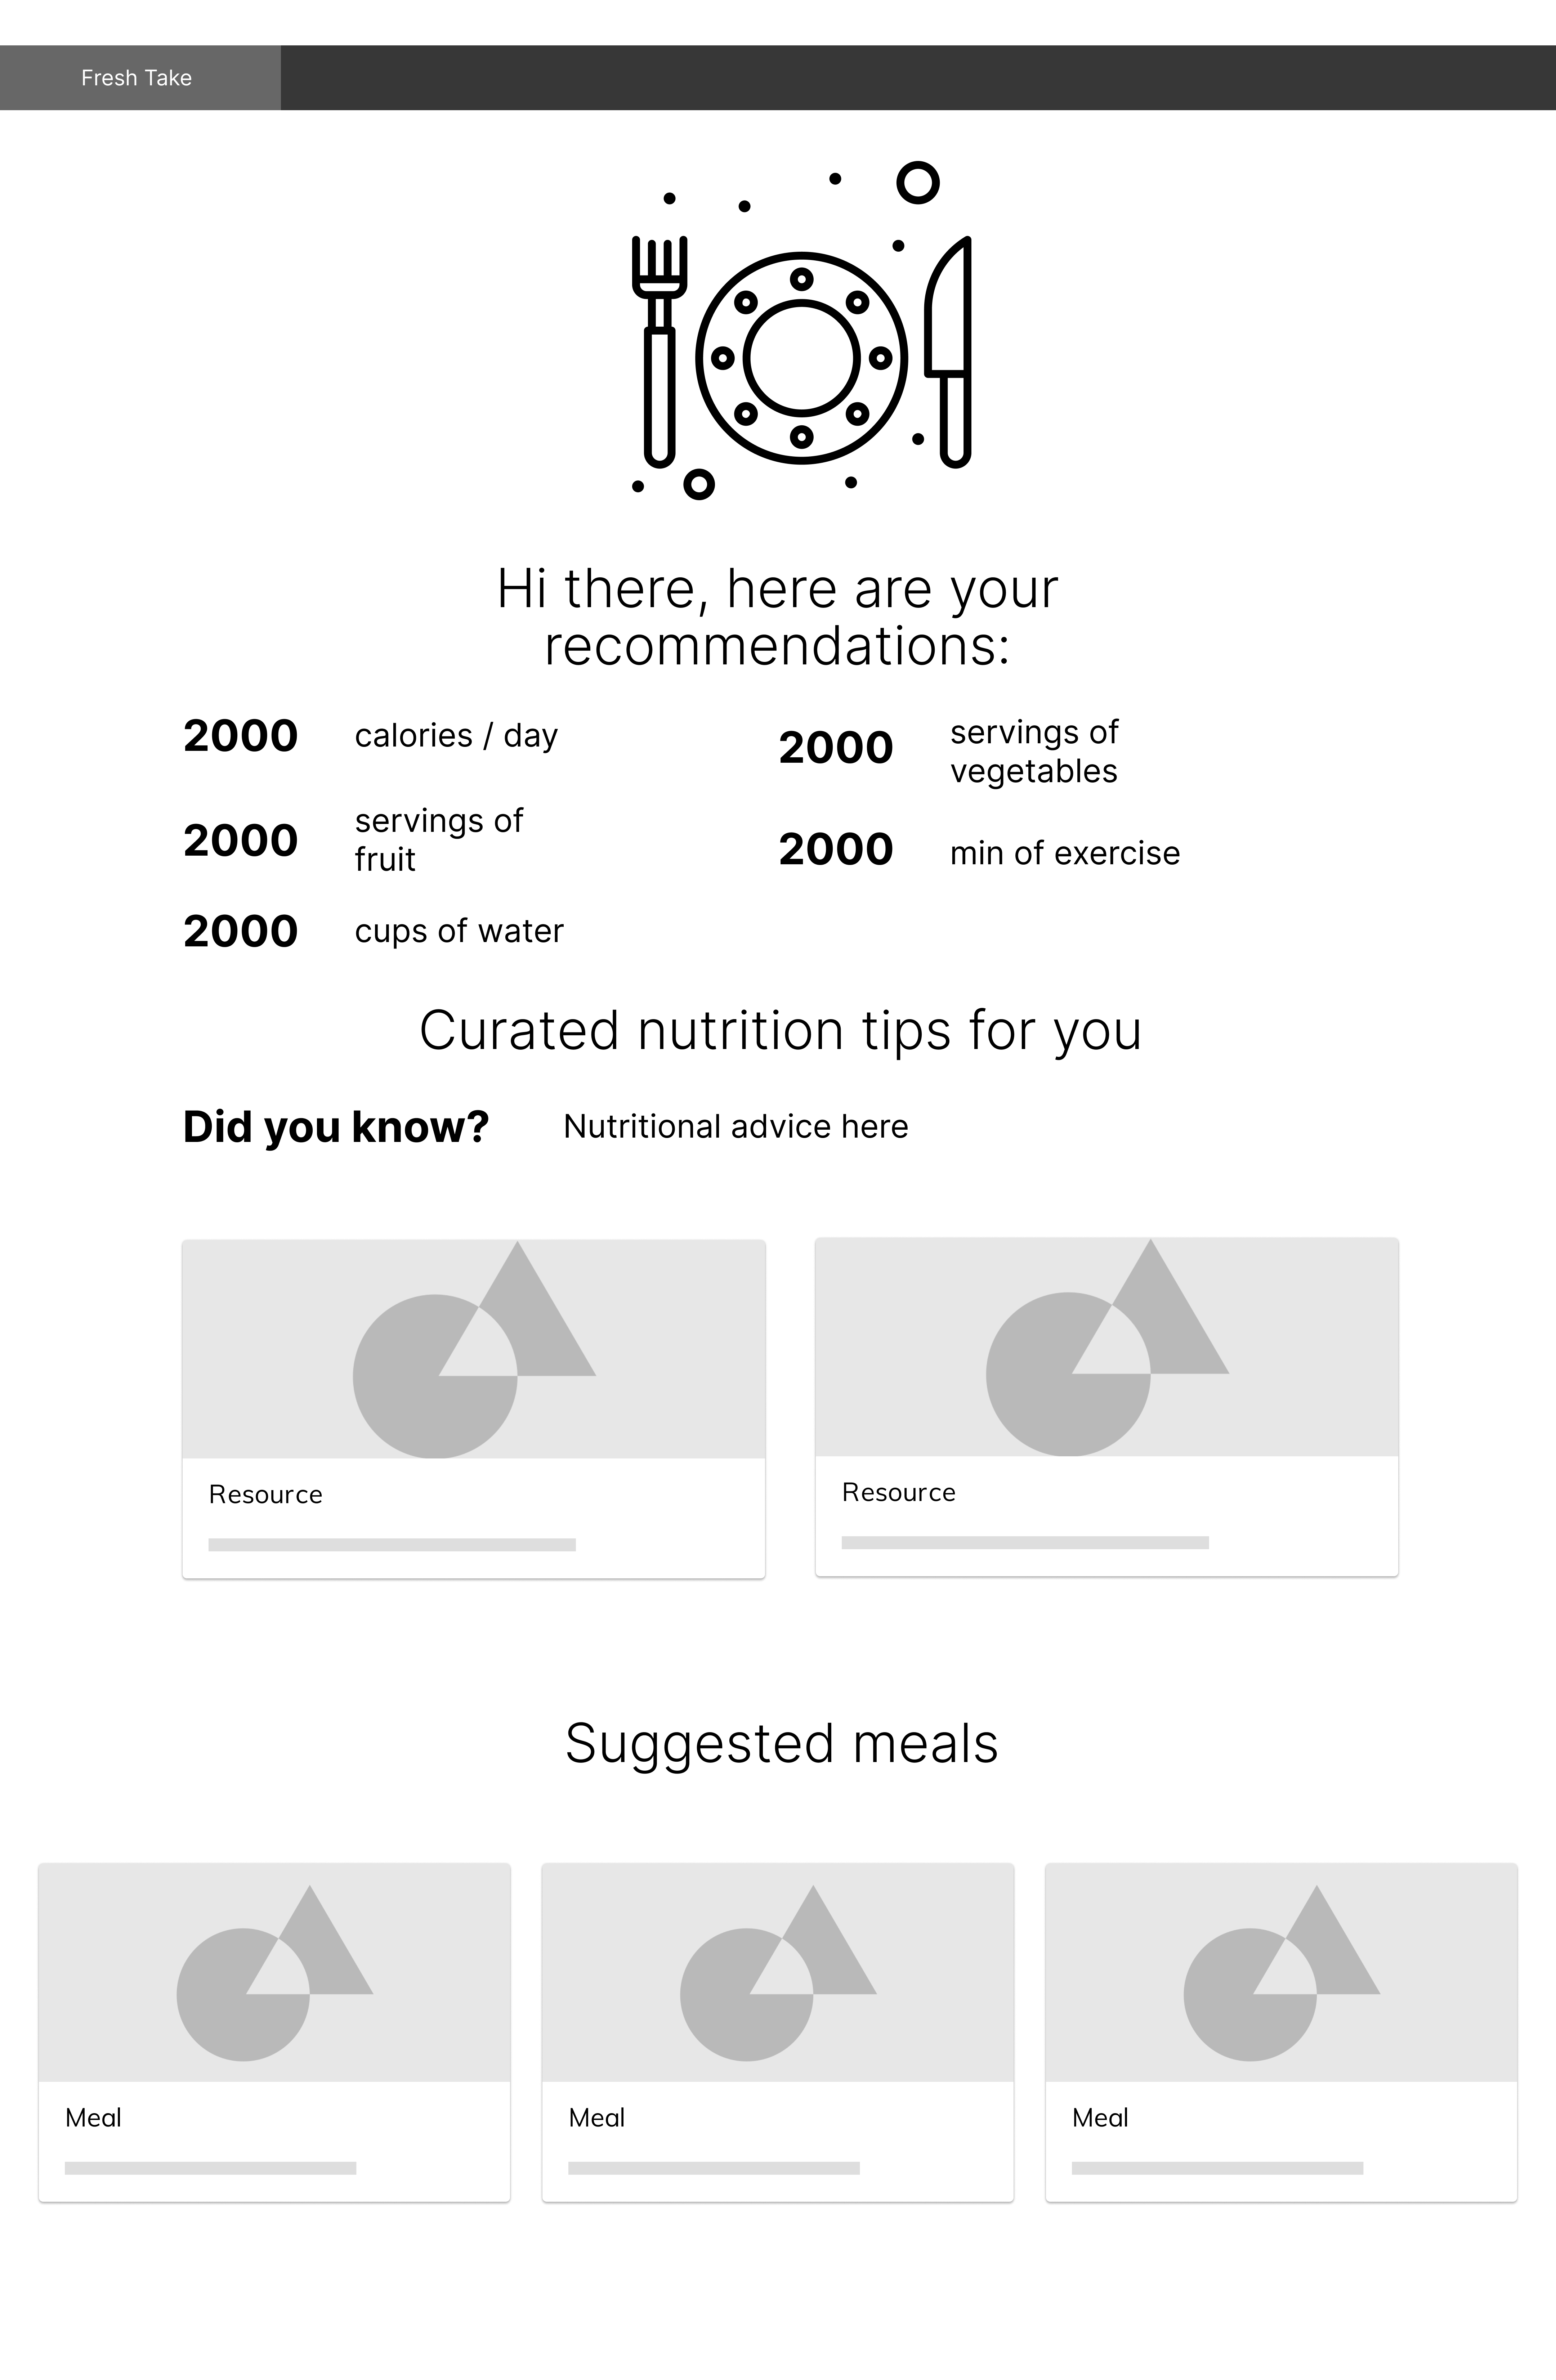 Fresh Take
Hi there, here are your
recommendations:
2000 calories / day
2000 servings of
fruit
2000 cups of water
2000 servings of
vegetables
2000 min of exercise
Curated nutrition tips for you
Did you know? Nutritional advice here
Resource
Resource
Suggested meals
Meal
Meal
Meal